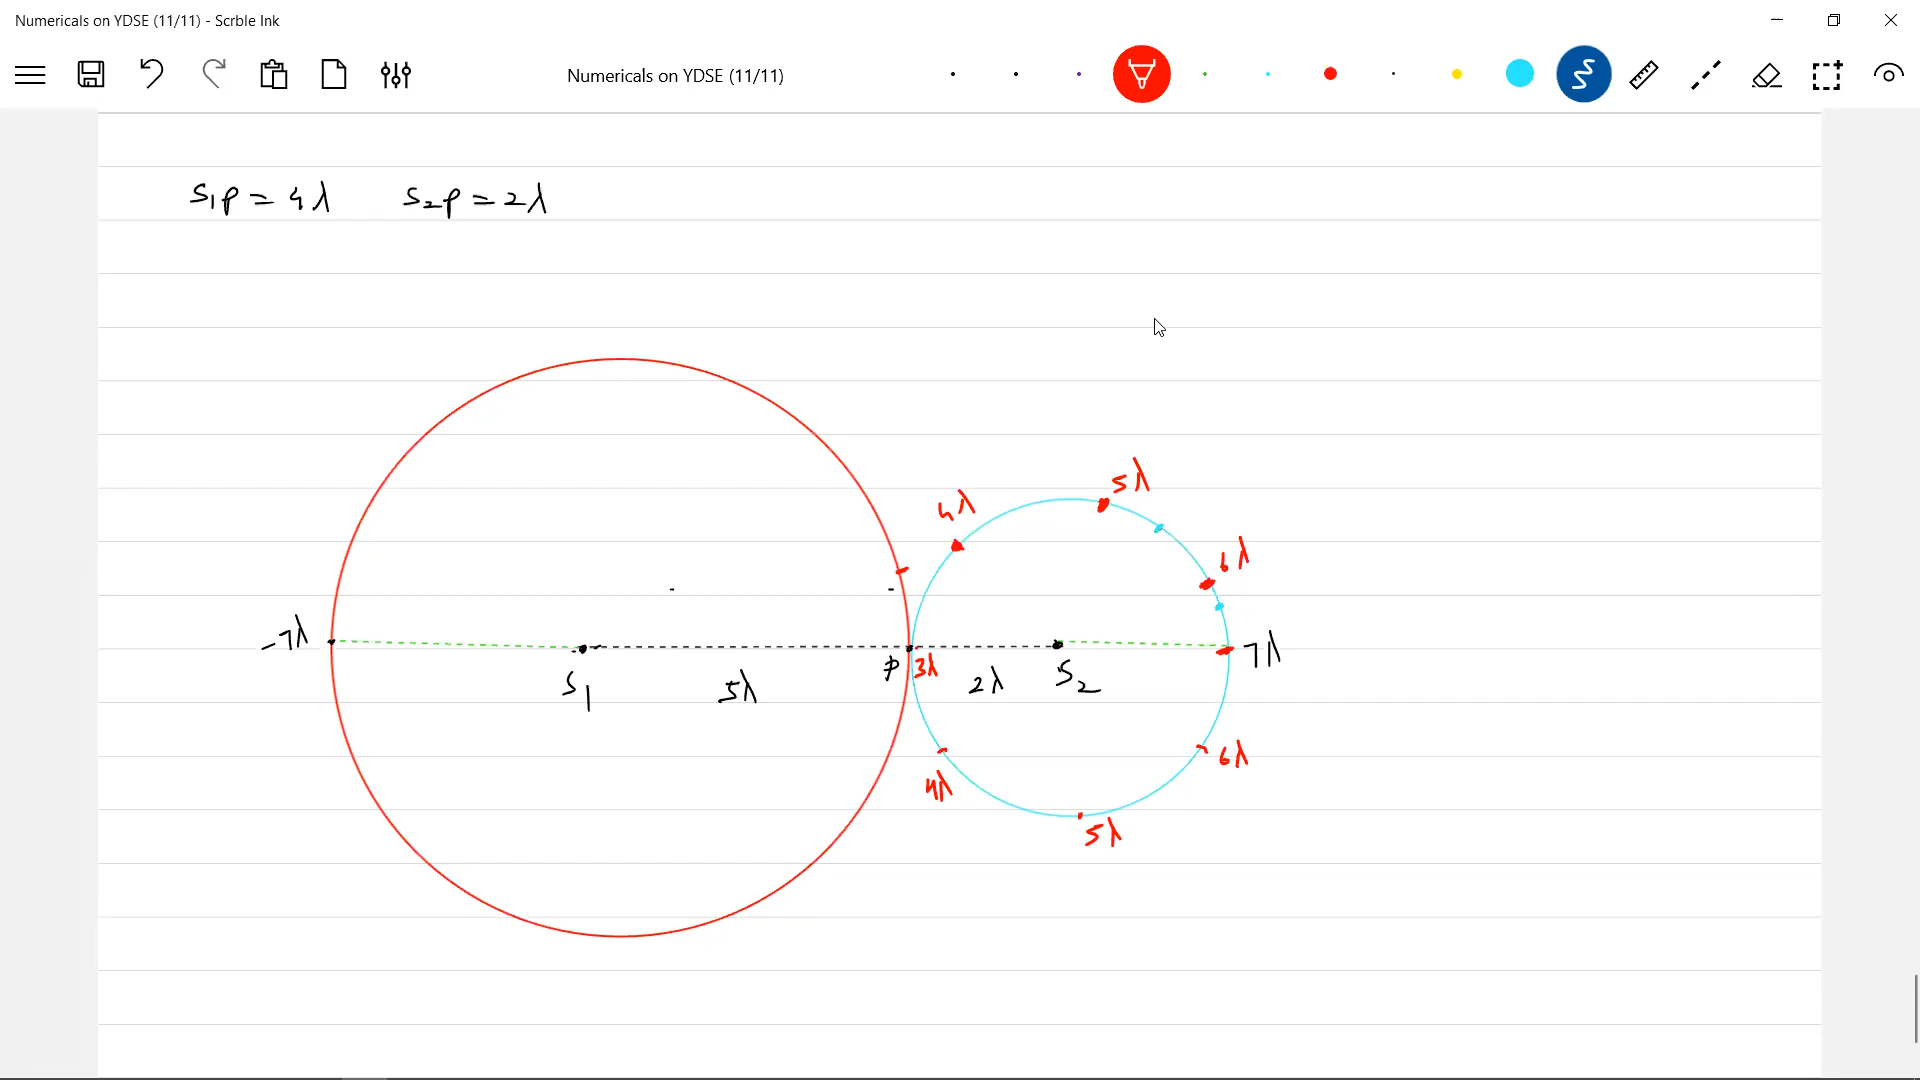 Numericals on YDSE (11/11) - Scrble Ink
Numericals on YDSE (11/11)
S₁P = 4λ S₂P = 2λ
5λ
4λ
6λ
-7λ
7λ
P 3λ
S₁
5λ
2λ
S₂
6λ
4λ
5λ